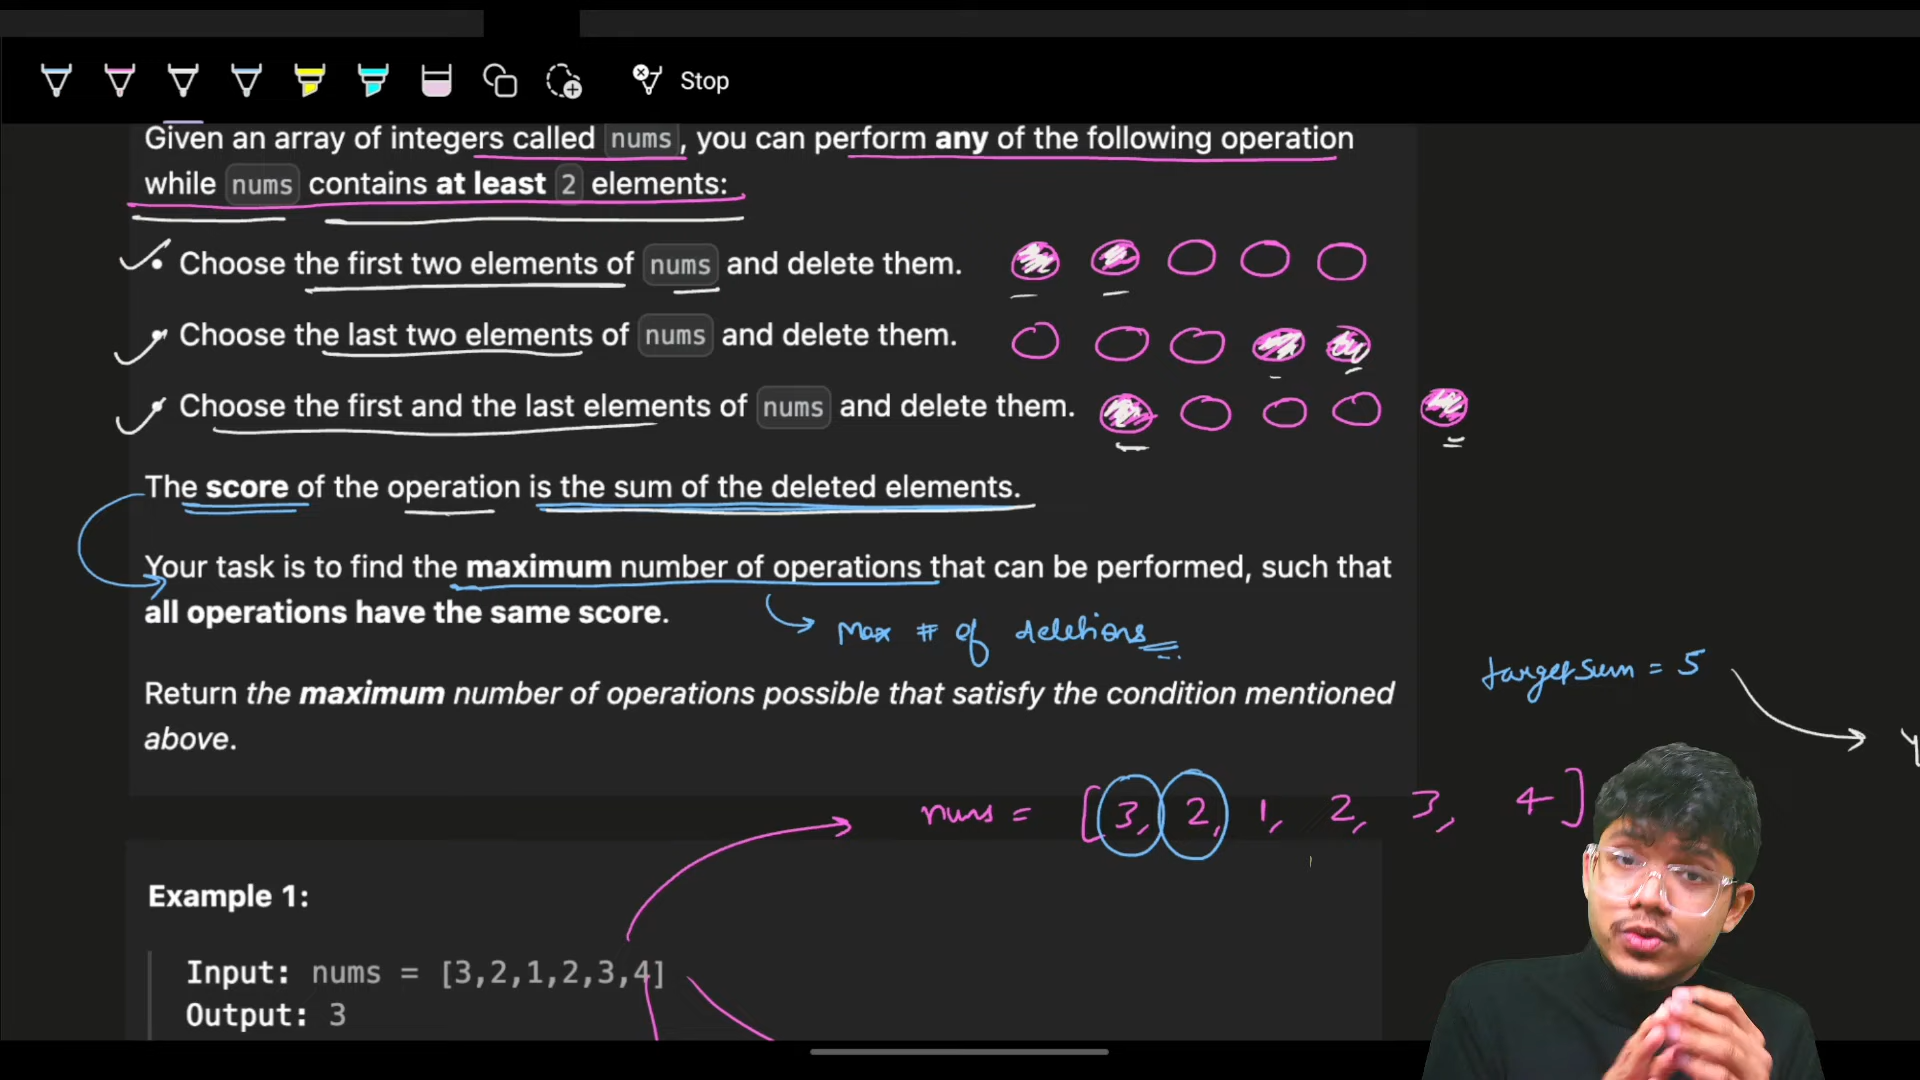 Stop
Given an array of integers called nums, you can perform any of the following operation
while nums contains at least 2 elements:
• Choose the first two elements of nums and delete them.
• Choose the last two elements of nums and delete them.
• Choose the first and the last elements of nums and delete them.
The score of the operation is the sum of the deleted elements.
Your task is to find the maximum number of operations that can be performed, such that
all operations have the same score.
Max # of deletions
Return the maximum number of operations possible that satisfy the condition mentioned
above.
targetsum = 5
nums = [3, 2, 1, 2, 3, 4]
Example 1:
Input: nums = [3,2,1,2,3,4]
Output: 3